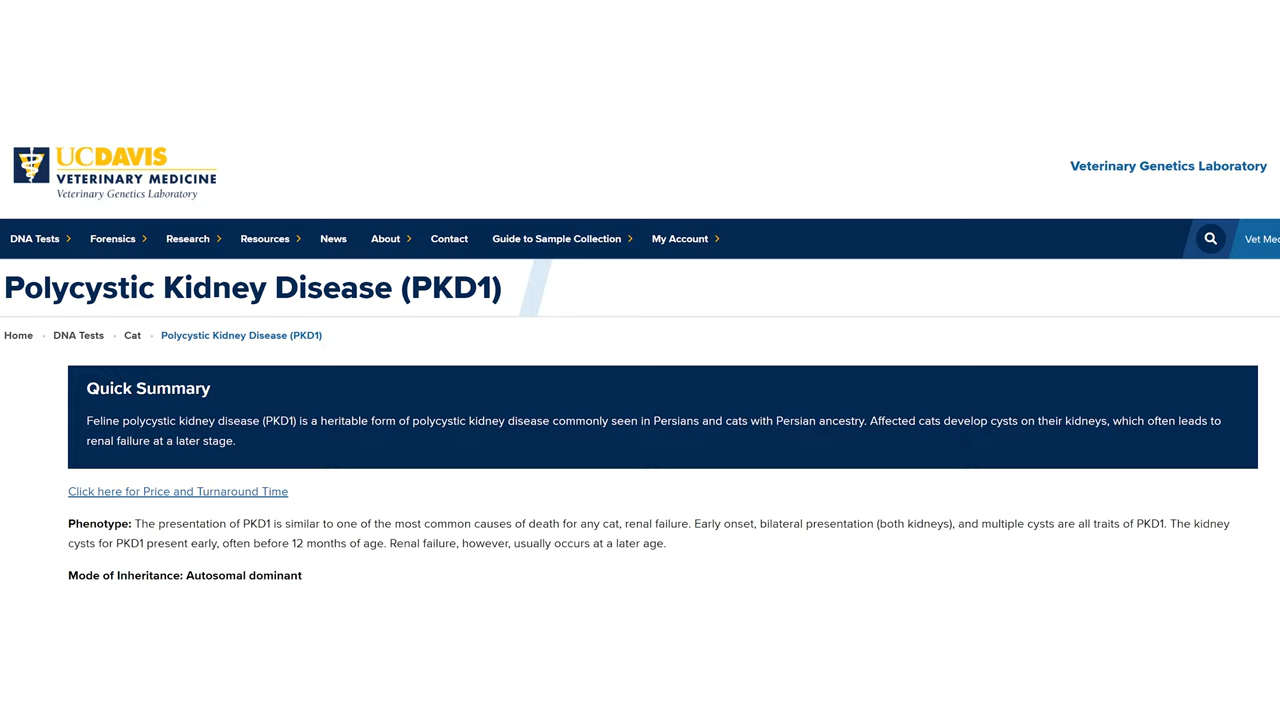 UCDAVIS
VETERINARY MEDICINE
Veterinary Genetics Laboratory
Veterinary Genetics Laboratory
DNA Tests Forensics Research Resources News About Contact Guide to Sample Collection My Account Vet Med
Polycystic Kidney Disease (PKD1)
Home DNA Tests Cat Polycystic Kidney Disease (PKD1)
Quick Summary
Feline polycystic kidney disease (PKD1) is a heritable form of polycystic kidney disease commonly seen in Persians and cats with Persian ancestry. Affected cats develop cysts on their kidneys, which often leads to
renal failure at a later stage.
Click here for Price and Turnaround Time
Phenotype: The presentation of PKD1 is similar to one of the most common causes of death for any cat, renal failure. Early onset, bilateral presentation (both kidneys), and multiple cysts are all traits of PKD1. The kidney
cysts for PKD1 present early, often before 12 months of age. Renal failure, however, usually occurs at a later age.
Mode of Inheritance: Autosomal dominant